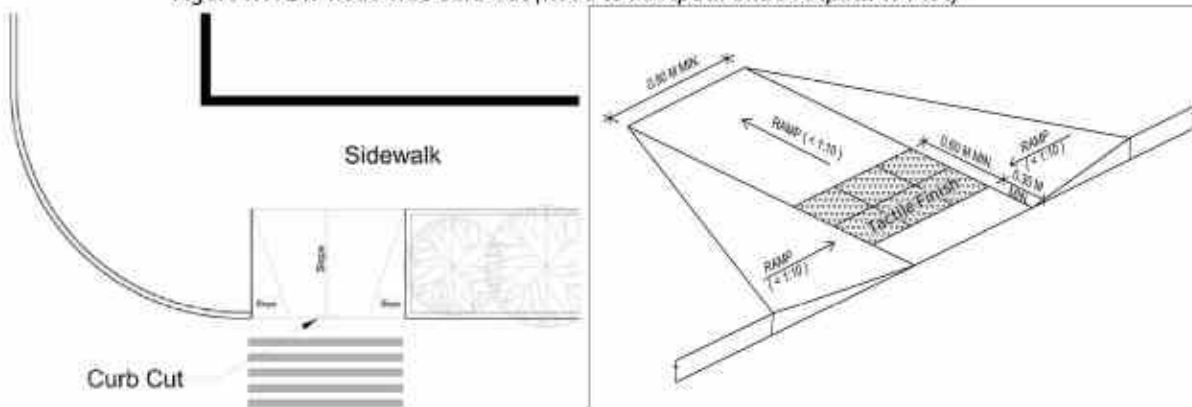 Sidewalk
Slope
Slope
Slope
Curb Cut
0.80 M MIN.
RAMP ( < 1:10 )
0.60 M MIN.
RAMP
( < 1:10 )
0.30 M
MIN.
Tactile Finish
RAMP
( < 1:10 )